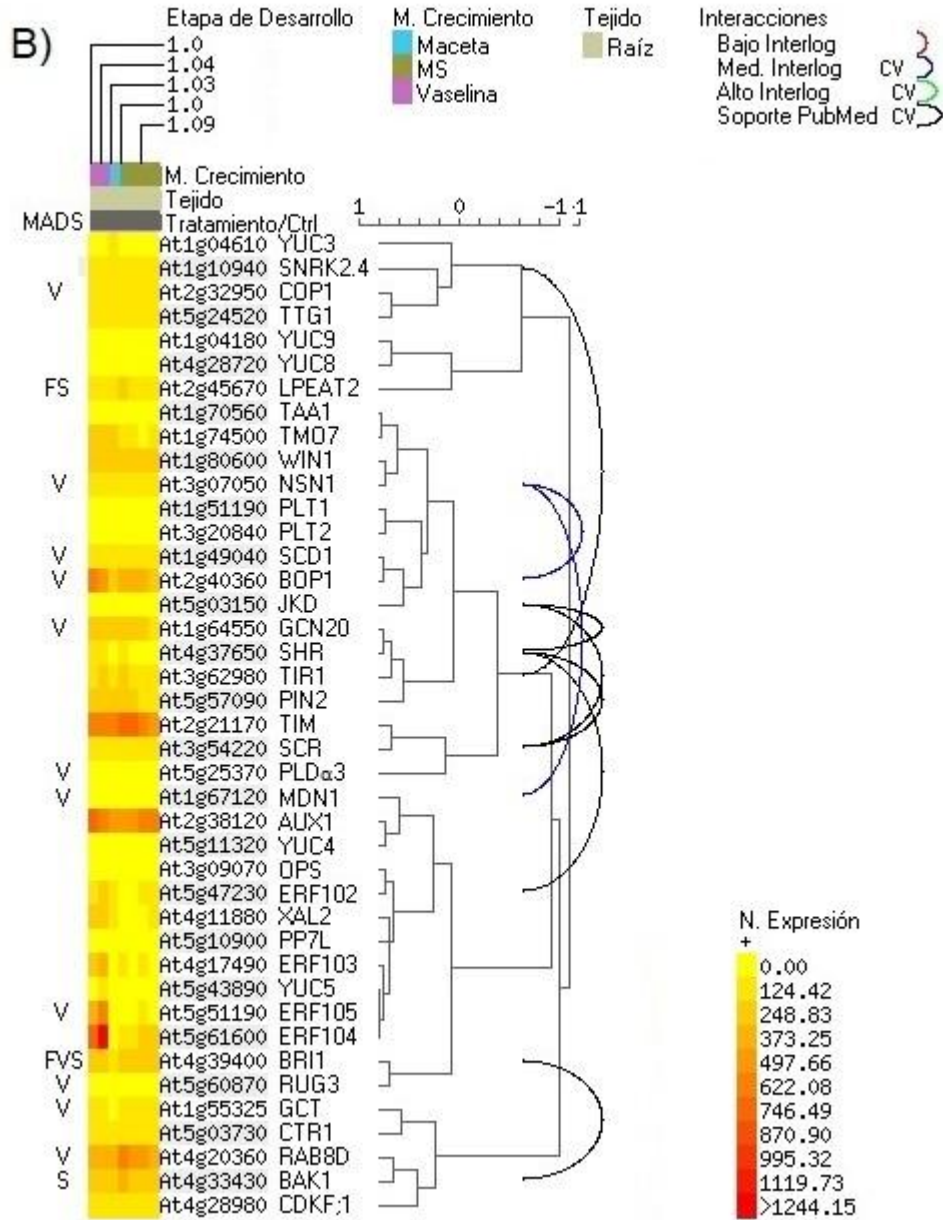 B)
Etapa de Desarrollo
1.0
1.04
1.03
1.0
1.09
M. Crecimiento
Maceta
MS
Vaselina
Tejido
Raíz
Interacciones
Bajo Interlog
Med. Interlog CV
Alto Interlog CV
Soporte PubMed CV
M. Crecimiento
Tejido
MADS Tratamiento/Ctrl
1 0 -1 1
At1g04610 YUC3
At1g10940 SNRK2.4
V At2g32950 COP1
At5g24520 TTG1
At1g04180 YUC9
At4g28720 YUC8
FS At2g45670 LPEAT2
At1g70560 TAA1
At1g74500 TMO7
At1g80600 WIN1
V At3g07050 NSN1
At1g51190 PLT1
At3g20840 PLT2
V At1g49040 SCD1
V At2g40360 BOP1
At5g03150 JKD
V At1g64550 GCN20
At4g37650 SHR
At3g62980 TIR1
At5g57090 PIN2
At2g21170 TIM
At3g54220 SCR
V At5g25370 PLDα3
V At1g67120 MDN1
At2g38120 AUX1
At5g11320 YUC4
At3g09070 OPS
At5g47230 ERF102
At4g11880 XAL2
At5g10900 PP7L
At4g17490 ERF103
At5g43890 YUC5
V At5g51190 ERF105
At5g61600 ERF104
FVS At4g39400 BRI1
V At5g60870 RUG3
V At1g55325 GCT
At5g03730 CTR1
V At4g20360 RAB8D
S At4g33430 BAK1
At4g28980 CDKF;1
N. Expresión
+
0.00
124.42
248.83
373.25
497.66
622.08
746.49
870.90
995.32
1119.73
>1244.15